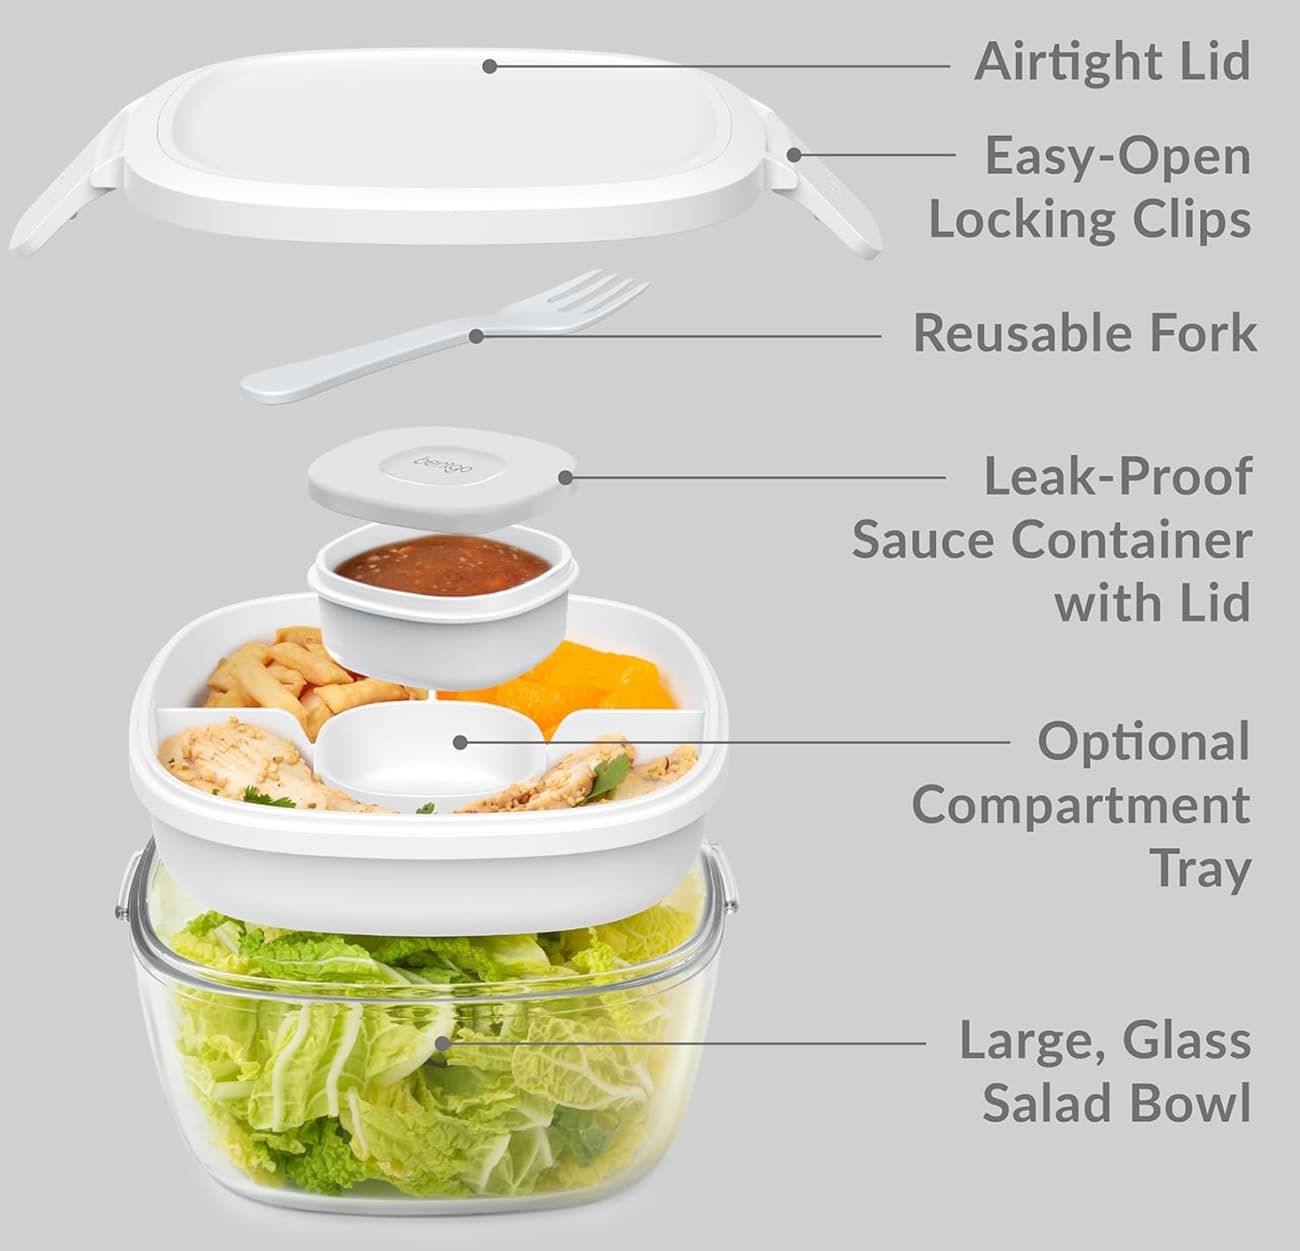 Airtight Lid
Easy-Open
Locking Clips
Reusable Fork
bentgo
Leak-Proof
Sauce Container
with Lid
Optional
Compartment
Tray
Large, Glass
Salad Bowl